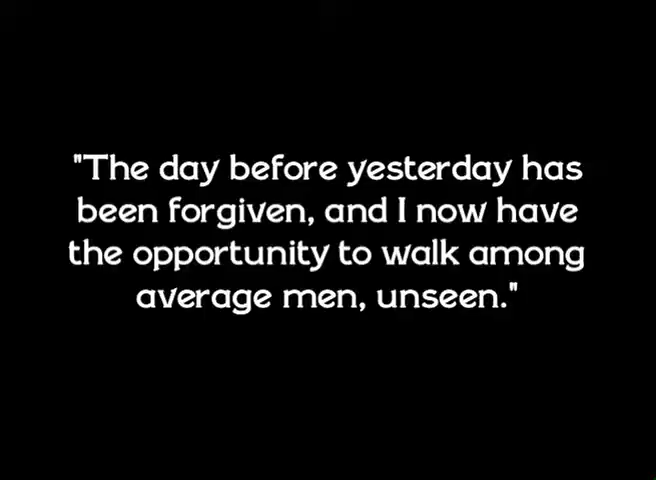 "The day before yesterday has
been forgiven, and I now have
the opportunity to walk among
average men, unseen."